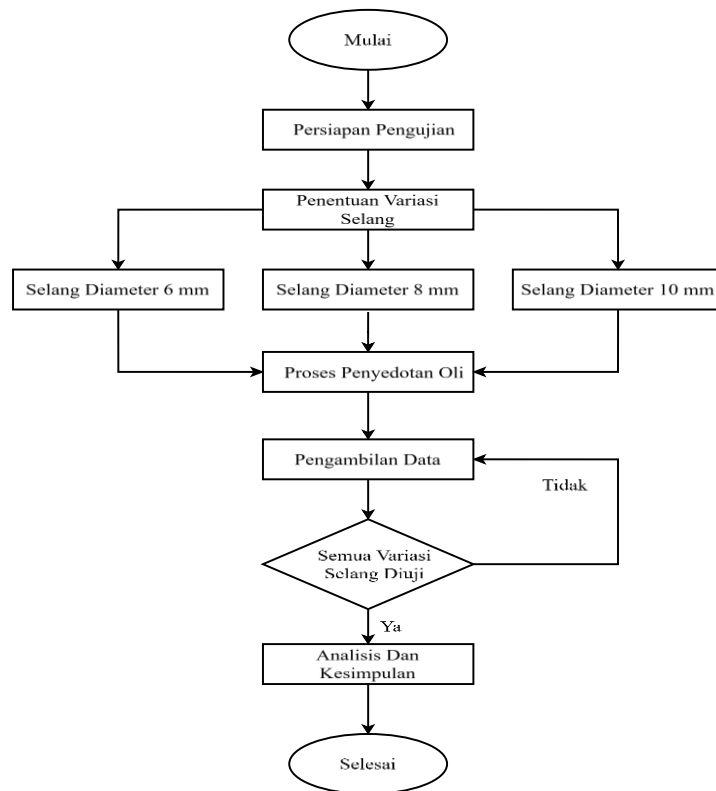 Mulai
Persiapan Pengujian
Penentuan Variasi
Selang
Selang Diameter 6 mm
Selang Diameter 8 mm
Selang Diameter 10 mm
Proses Penyedotan Oli
Pengambilan Data
Tidak
Semua Variasi
Selang Diuji
Ya
Analisis Dan
Kesimpulan
Selesai